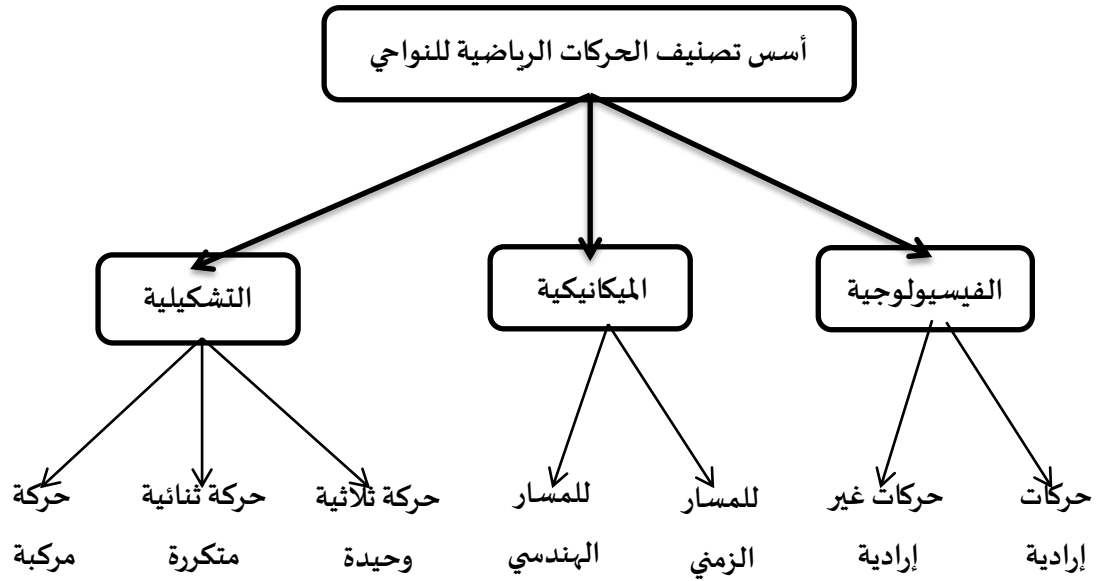 أسس تصنيف الحركات الرياضية للنواحي
الفيسيولوجية
الميكانيكية
التشكيلية
حركات
إرادية
حركات غير
إرادية
للمسار
الزمني
للمسار
الهندسي
حركة ثلاثية
وحيدة
حركة ثنائية
متكررة
حركة
مركبة